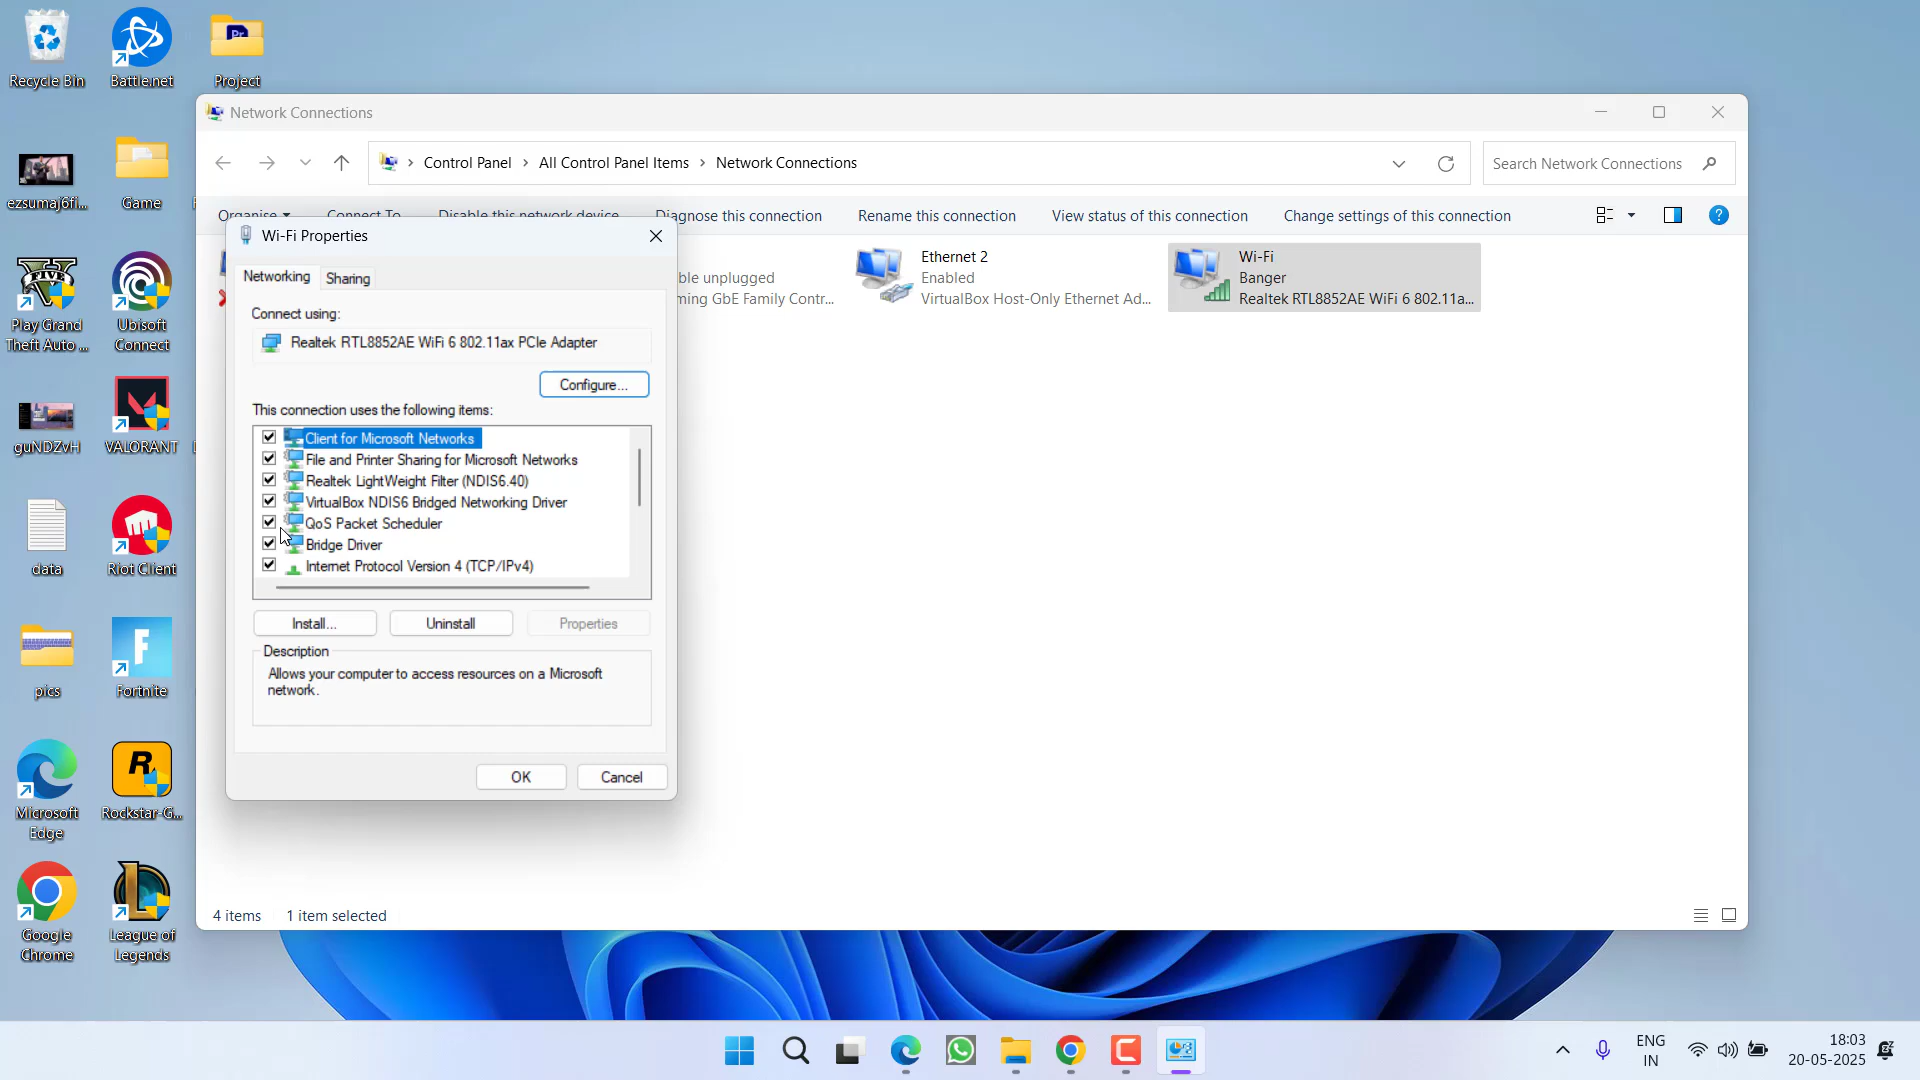 Recycle Bin
Battle.net
Project
ezsumaj6fi...
Game
Play Grand
Theft Auto ...
Ubisoft
Connect
guNDZvH
VALORANT
data
Riot Client
pics
Fortnite
Microsoft
Edge
Rockstar-G...
Google
Chrome
League of
Legends
Network Connections
Control Panel > All Control Panel Items > Network Connections
Search Network Connections
Organise
Connect To
Disable this network device
Diagnose this connection
Rename this connection
View status of this connection
Change settings of this connection
ble unplugged
ming GbE Family Contr...
Ethernet 2
Enabled
VirtualBox Host-Only Ethernet Ad...
Wi-Fi
Banger
Realtek RTL8852AE WiFi 6 802.11a...
Wi-Fi Properties
Networking
Sharing
Connect using:
Realtek RTL8852AE WiFi 6 802.11ax PCIe Adapter
Configure...
This connection uses the following items:
Client for Microsoft Networks
File and Printer Sharing for Microsoft Networks
Realtek LightWeight Filter (NDIS6.40)
VirtualBox NDIS6 Bridged Networking Driver
QoS Packet Scheduler
Bridge Driver
Internet Protocol Version 4 (TCP/IPv4)
Install...
Uninstall
Properties
Description
Allows your computer to access resources on a Microsoft
network.
OK
Cancel
4 items
1 item selected
ENG
IN
18:03
20-05-2025